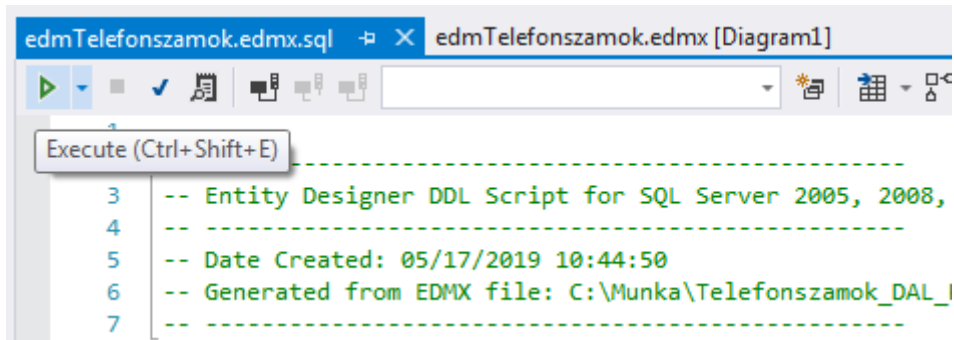 edmTelefonszamok.edmx.sql edmTelefonszamok.edmx [Diagram1]
Execute (Ctrl+Shift+E)
-- ---------------------------------------------------
3 -- Entity Designer DDL Script for SQL Server 2005, 2008,
4 -- ---------------------------------------------------
5 -- Date Created: 05/17/2019 10:44:50
6 -- Generated from EDMX file: C:\Munka\Telefonszamok_DAL_
7 -- ---------------------------------------------------